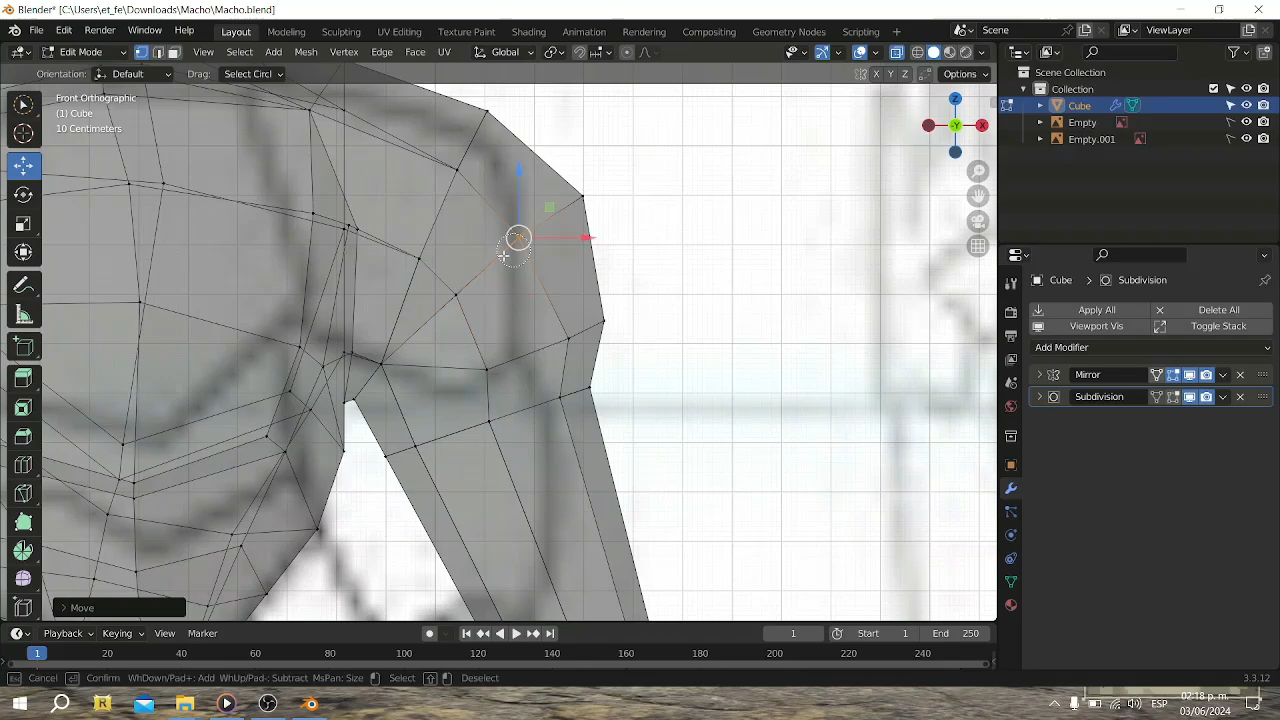 Blender* [C:\Users\et_fe\Downloads\Macho\Macho.blend]
File Edit Render Window Help Layout Modeling Sculpting UV Editing Texture Paint Shading Animation Rendering Compositing Geometry Nodes Scripting Scene ViewLayer
Edit Mode View Select Add Mesh Vertex Edge Face UV Global
Orientation: Default Drag: Select Circl X Y Z Options
Scene Collection
Collection
Cube
Empty
Empty.001
Front Orthographic
(1) Cube
10 Centimeters
Z
Y
X
Cube Subdivision
Apply All Delete All
Viewport Vis Toggle Stack
Add Modifier
Mirror
Subdivision
Move
Playback Keying View Marker 1 Start 1 End 250
1 20 40 60 80 100 120 140 160 180 200 220 240
Cancel Confirm WhDown/Pad+: Add WhUp/Pad-: Subtract MsPan: Size Select Deselect 3.3.12
ESP
02:18 p. m.
03/06/2024